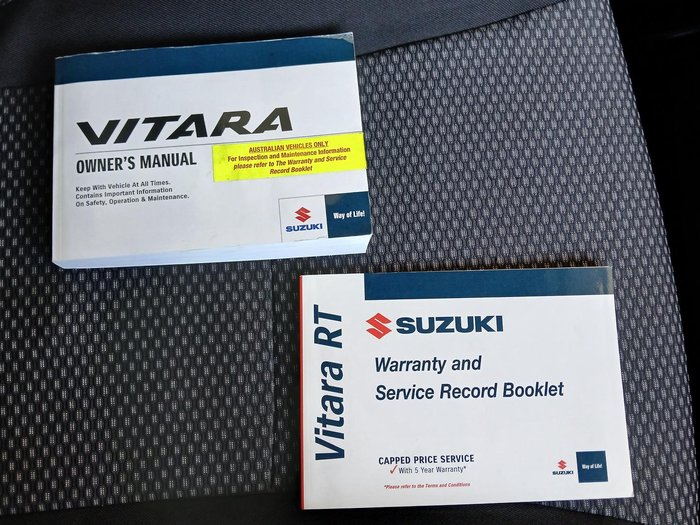 VITARA
OWNER'S MANUAL
AUSTRALIAN VEHICLES ONLY
For Inspection and Maintenance Information
please refer to The Warranty and Service
Record Booklet
Keep With Vehicle At All Times.
Contains Important Information
On Safety, Operation & Maintenance.
SUZUKI
Way of Life!
Vitara RT
SUZUKI
Warranty and
Service Record Booklet
CAPPED PRICE SERVICE
✓With 5 Year Warranty*
*Please refer to the Terms and Conditions
SUZUKI
Way of Life!